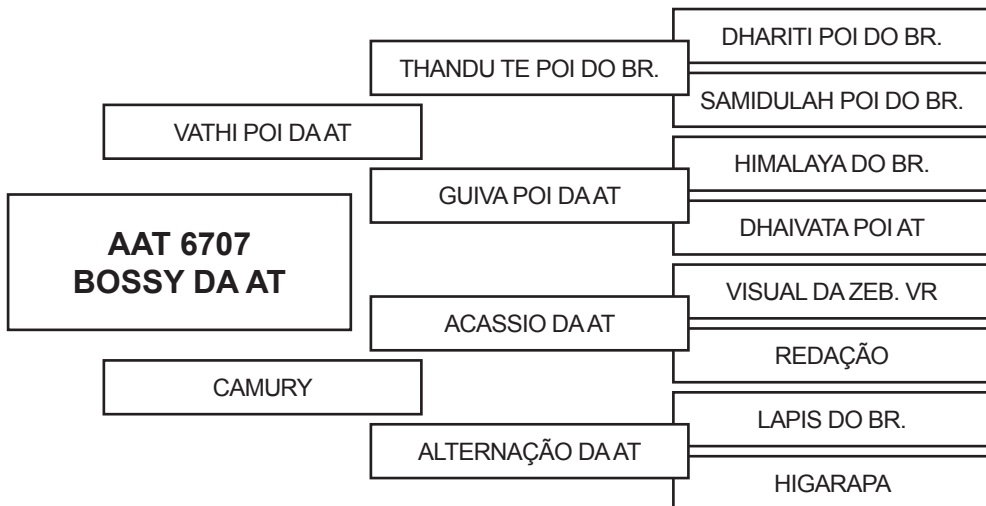 DHARITI POI DO BR.
THANDU TE POI DO BR.
SAMIDULAH POI DO BR.
VATHI POI DA AT
HIMALAYA DO BR.
GUIVA POI DA AT
DHAIVATA POI AT
AAT 6707
BOSSY DA AT
VISUAL DA ZEB. VR
ACASSIO DA AT
REDAÇÃO
CAMURY
LAPIS DO BR.
ALTERNAÇÃO DA AT
HIGARAPA